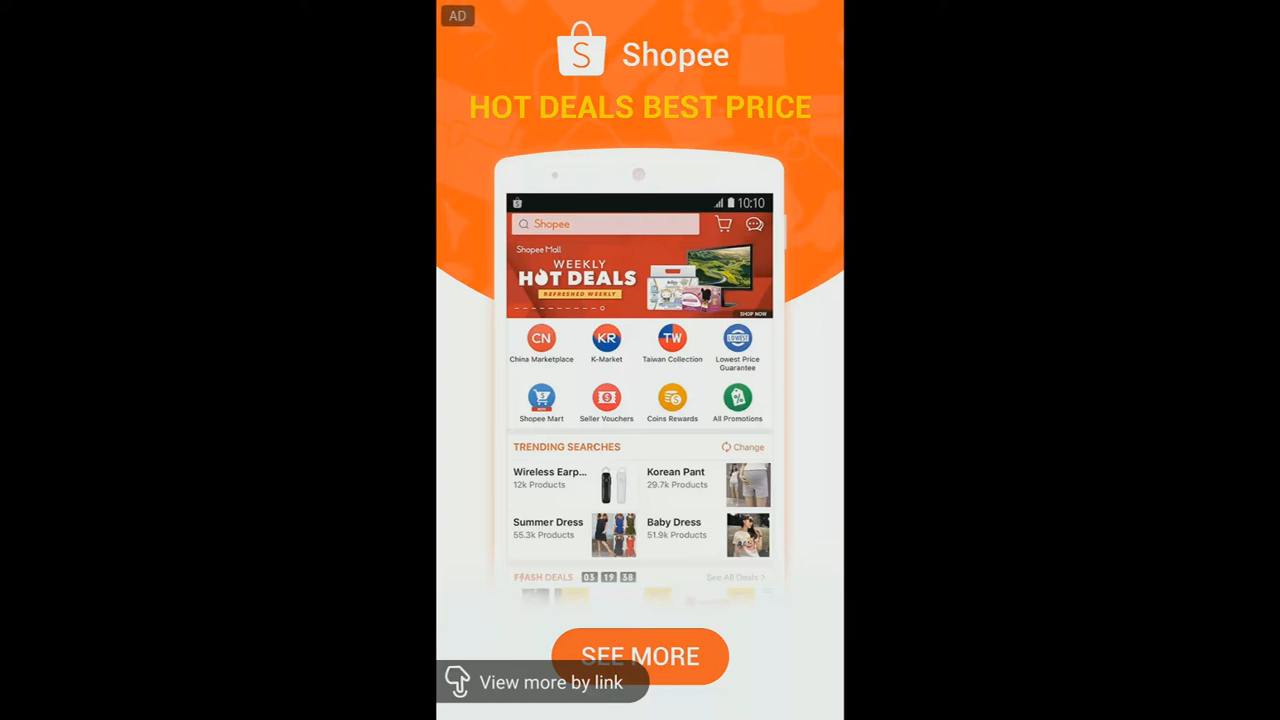 AD
S Shopee
HOT DEALS BEST PRICE
10:10
Shopee
Shopee Mall
WEEKLY
HOT DEALS
REFRESHED WEEKLY
SHOP NOW
CN KR TW LOWEST
China Marketplace K-Market Taiwan Collection Lowest Price
Guarantee
Shopee Mart Seller Vouchers Coins Rewards All Promotions
TRENDING SEARCHES Change
Wireless Earp... Korean Pant
12k Products 29.7k Products
Summer Dress Baby Dress
55.3k Products 51.9k Products
FLASH DEALS 03 19 38 See All Deals >
SEE MORE
View more by link